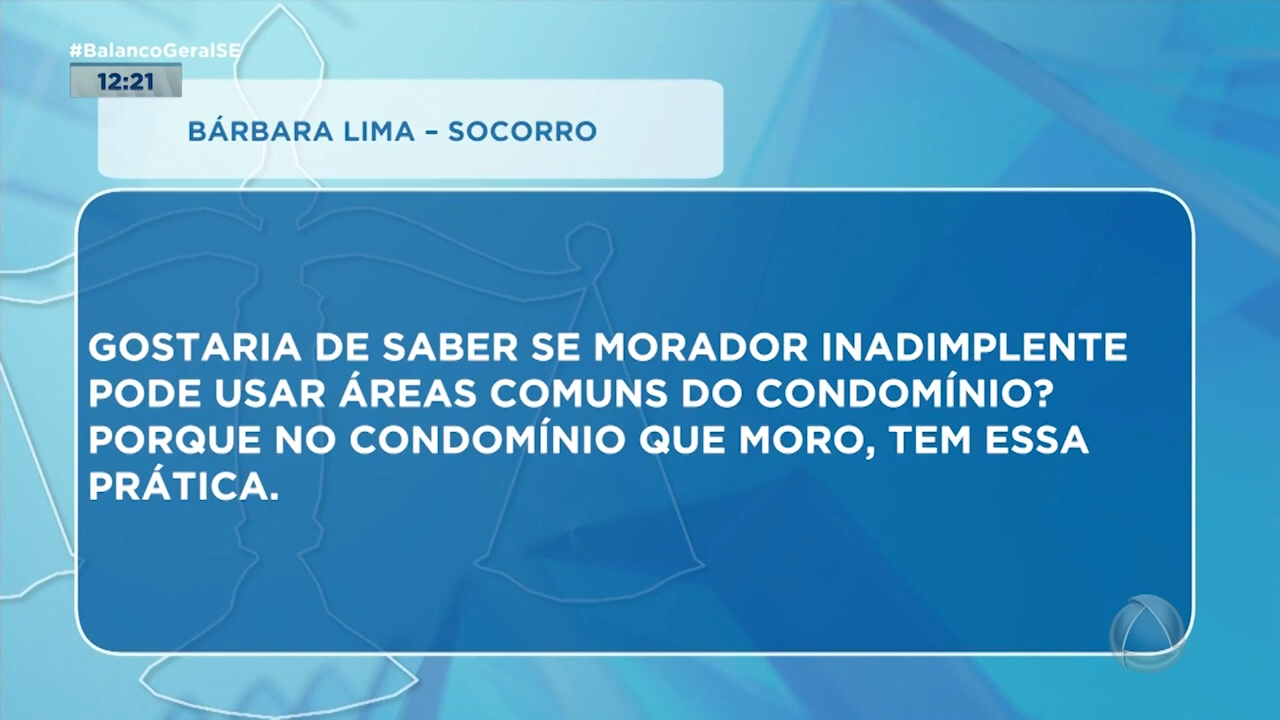 #BalancoGeralSE
12:21
BÁRBARA LIMA – SOCORRO
GOSTARIA DE SABER SE MORADOR INADIMPLENTE
PODE USAR ÁREAS COMUNS DO CONDOMÍNIO?
PORQUE NO CONDOMÍNIO QUE MORO, TEM ESSA
PRÁTICA.